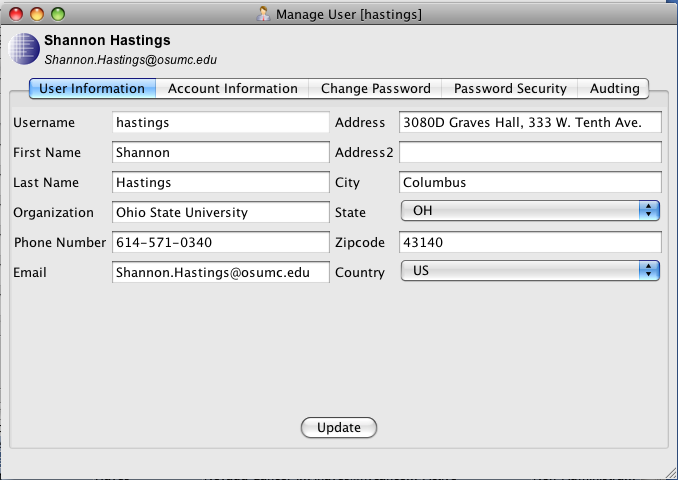 Manage User [hastings]
Shannon Hastings
Shannon.Hastings@osumc.edu
User Information Account Information Change Password Password Security Audting
Username hastings Address 3080D Graves Hall, 333 W. Tenth Ave.
First Name Shannon Address2
Last Name Hastings City Columbus
Organization Ohio State University State OH
Phone Number 614-571-0340 Zipcode 43140
Email Shannon.Hastings@osumc.edu Country US
Update